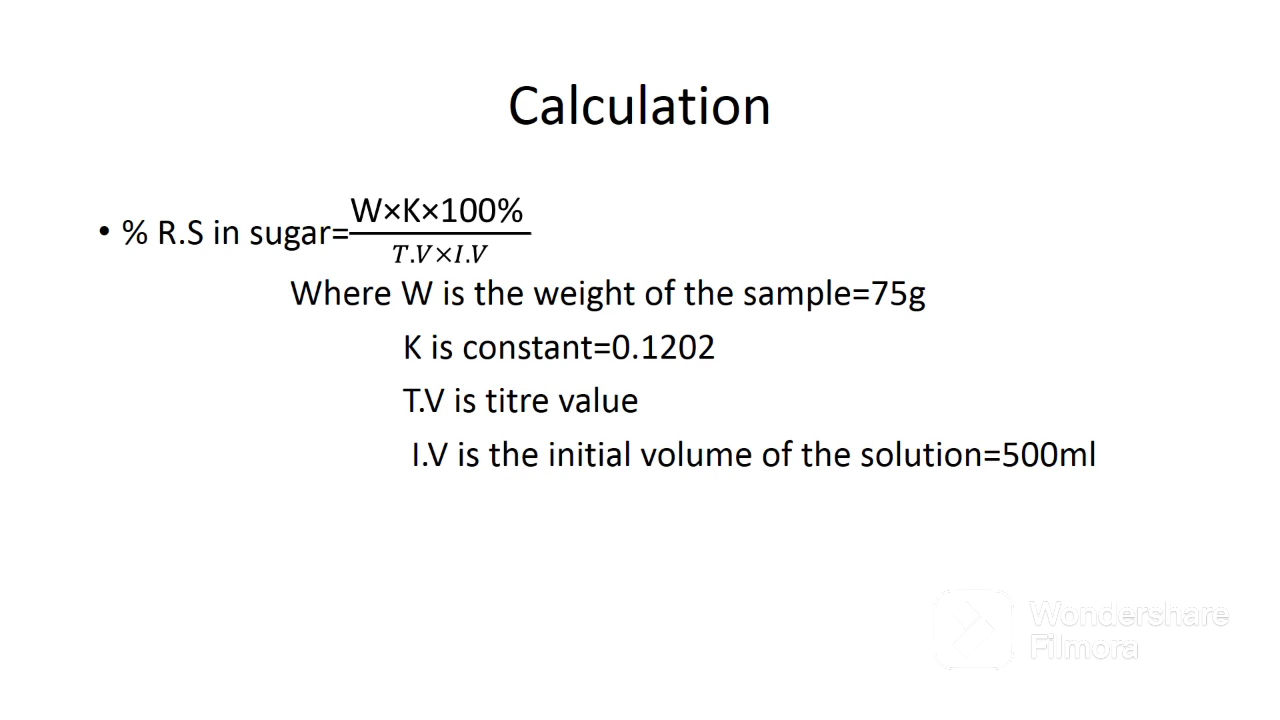 Calculation
• % R.S in sugar=W×K×100%/T.V×I.V
Where W is the weight of the sample=75g
K is constant=0.1202
T.V is titre value
I.V is the initial volume of the solution=500ml
Wondershare
Filmora